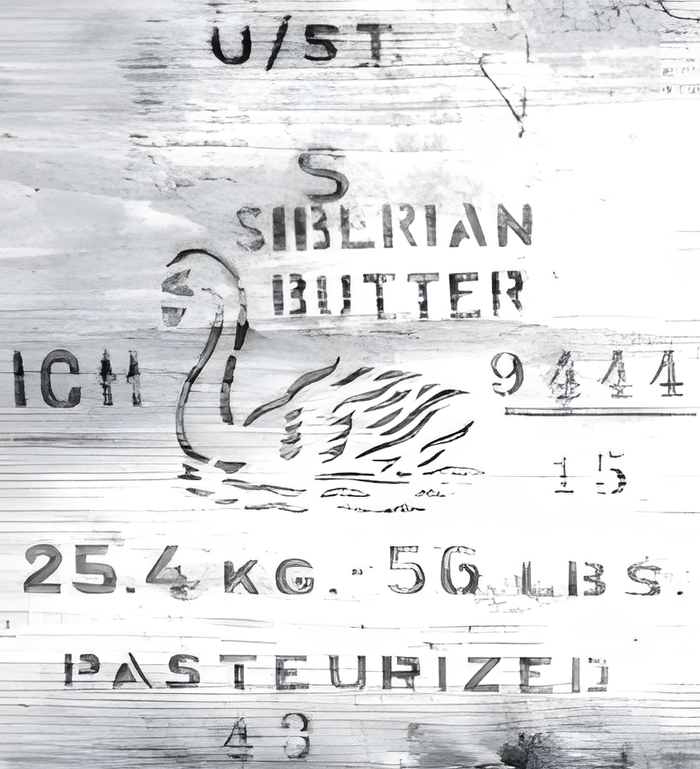 U/ST
S
SIBERIAN
BUTTER
ICH
9444
15
25.4 KG. 56 LBS.
PASTEURIZED
43